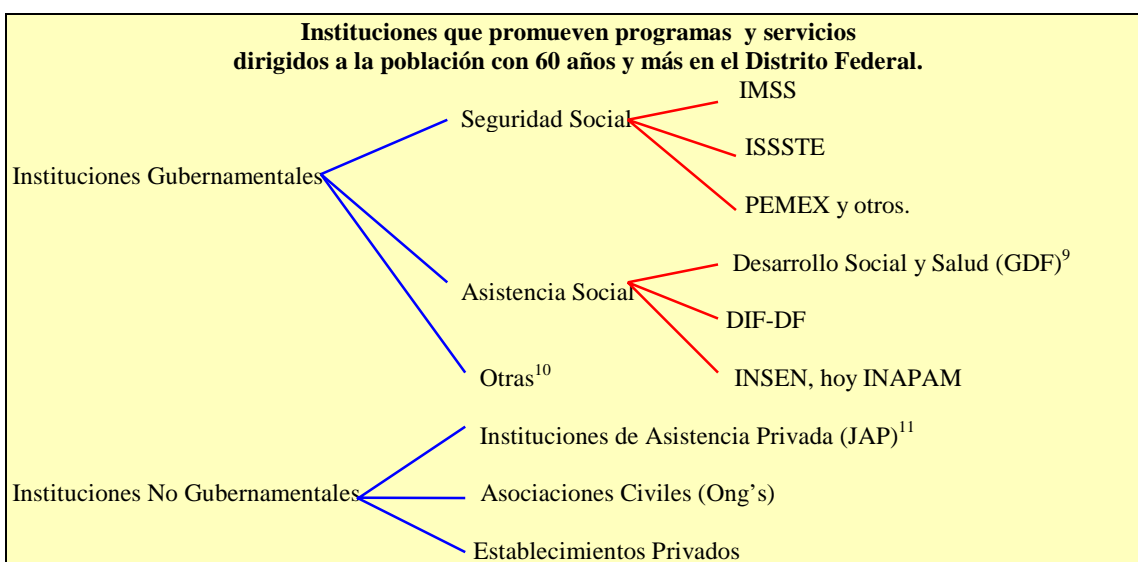 Instituciones que promueven programas y servicios
dirigidos a la población con 60 años y más en el Distrito Federal.
Instituciones Gubernamentales
Seguridad Social
IMSS
ISSSTE
PEMEX y otros.
Asistencia Social
Desarrollo Social y Salud (GDF)9
DIF-DF
INSEN, hoy INAPAM
Otras10
Instituciones No Gubernamentales
Instituciones de Asistencia Privada (JAP)11
Asociaciones Civiles (Ong’s)
Establecimientos Privados